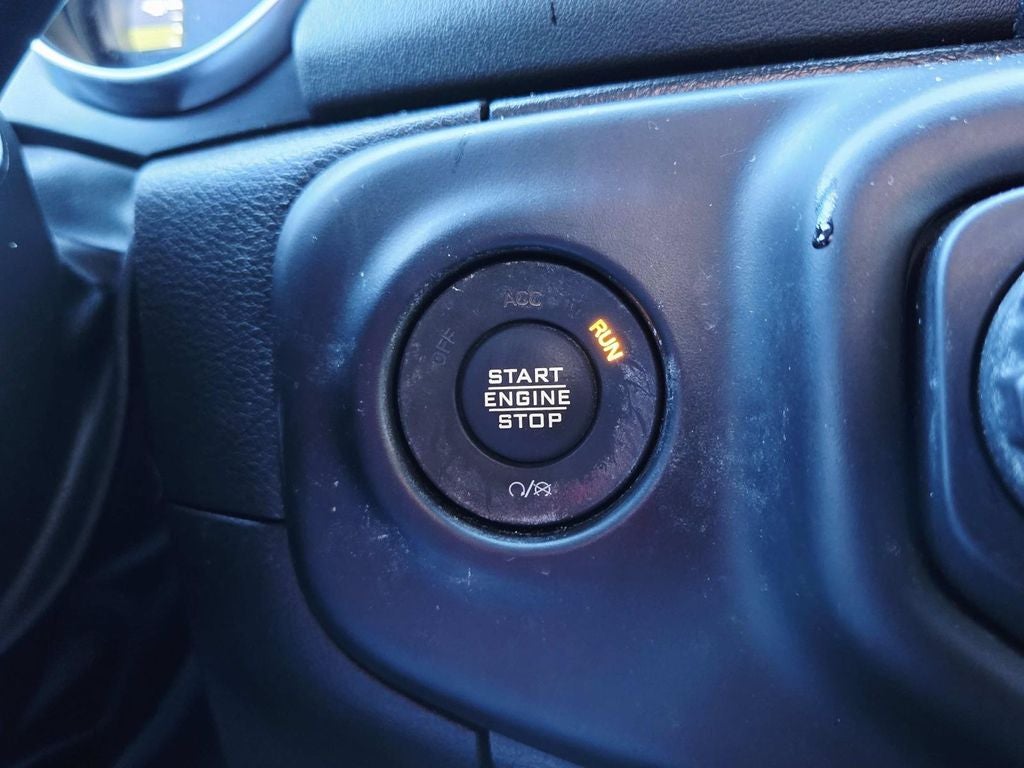 ACC
OFF
RUN
START
ENGINE
STOP